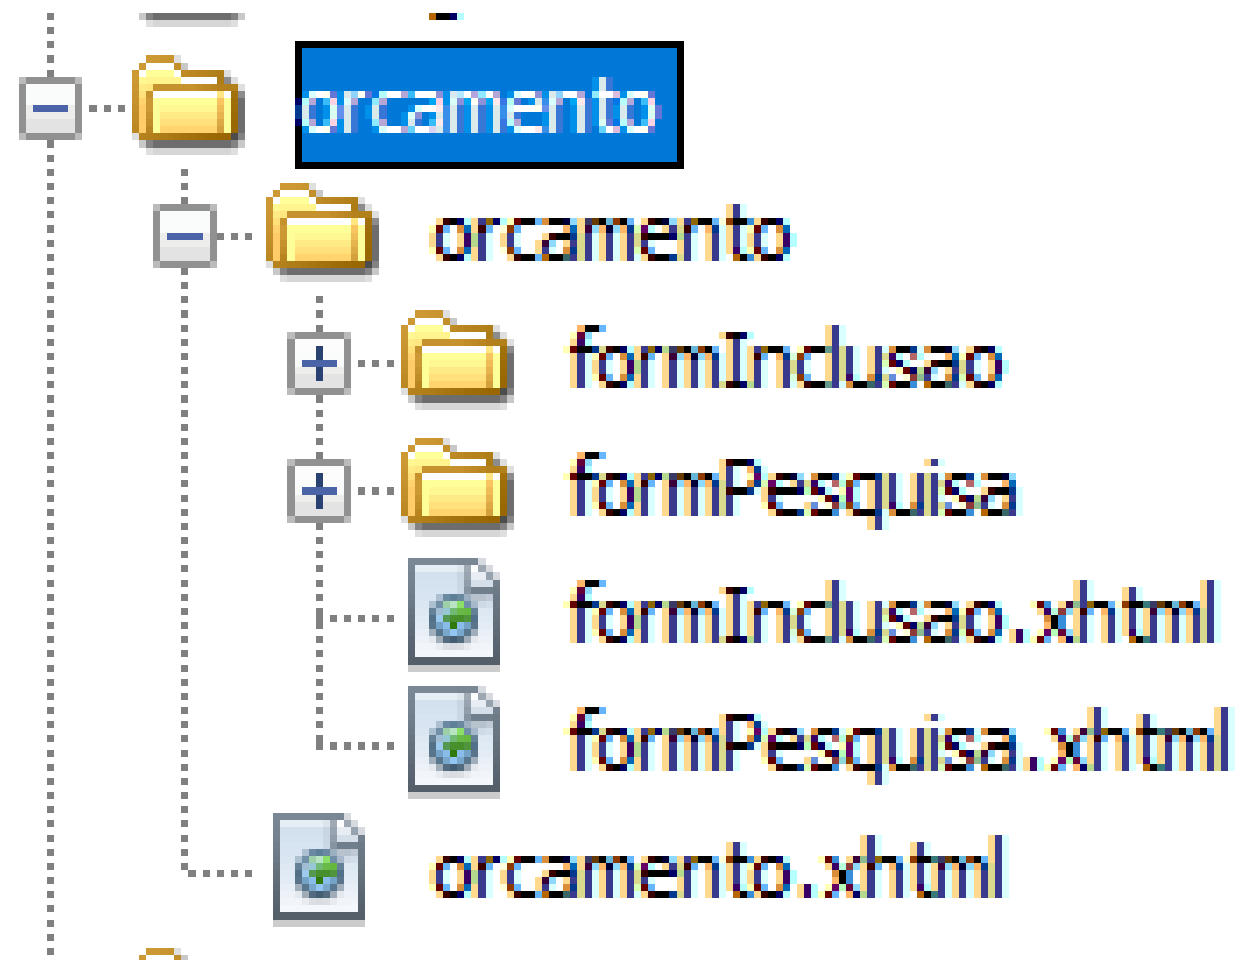 orcamento
orcamento
formInclusao
formPesquisa
formInclusao.xhtml
formPesquisa.xhtml
orcamento.xhtml